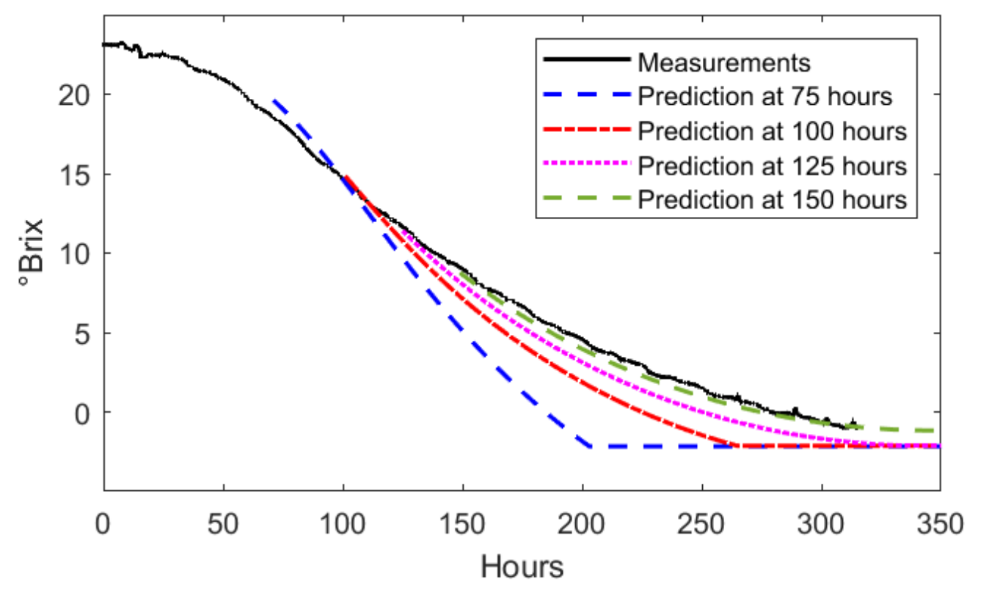 Measurements
Prediction at 75 hours
Prediction at 100 hours
Prediction at 125 hours
Prediction at 150 hours
20
15
10
5
0
°Brix
0 50 100 150 200 250 300 350
Hours